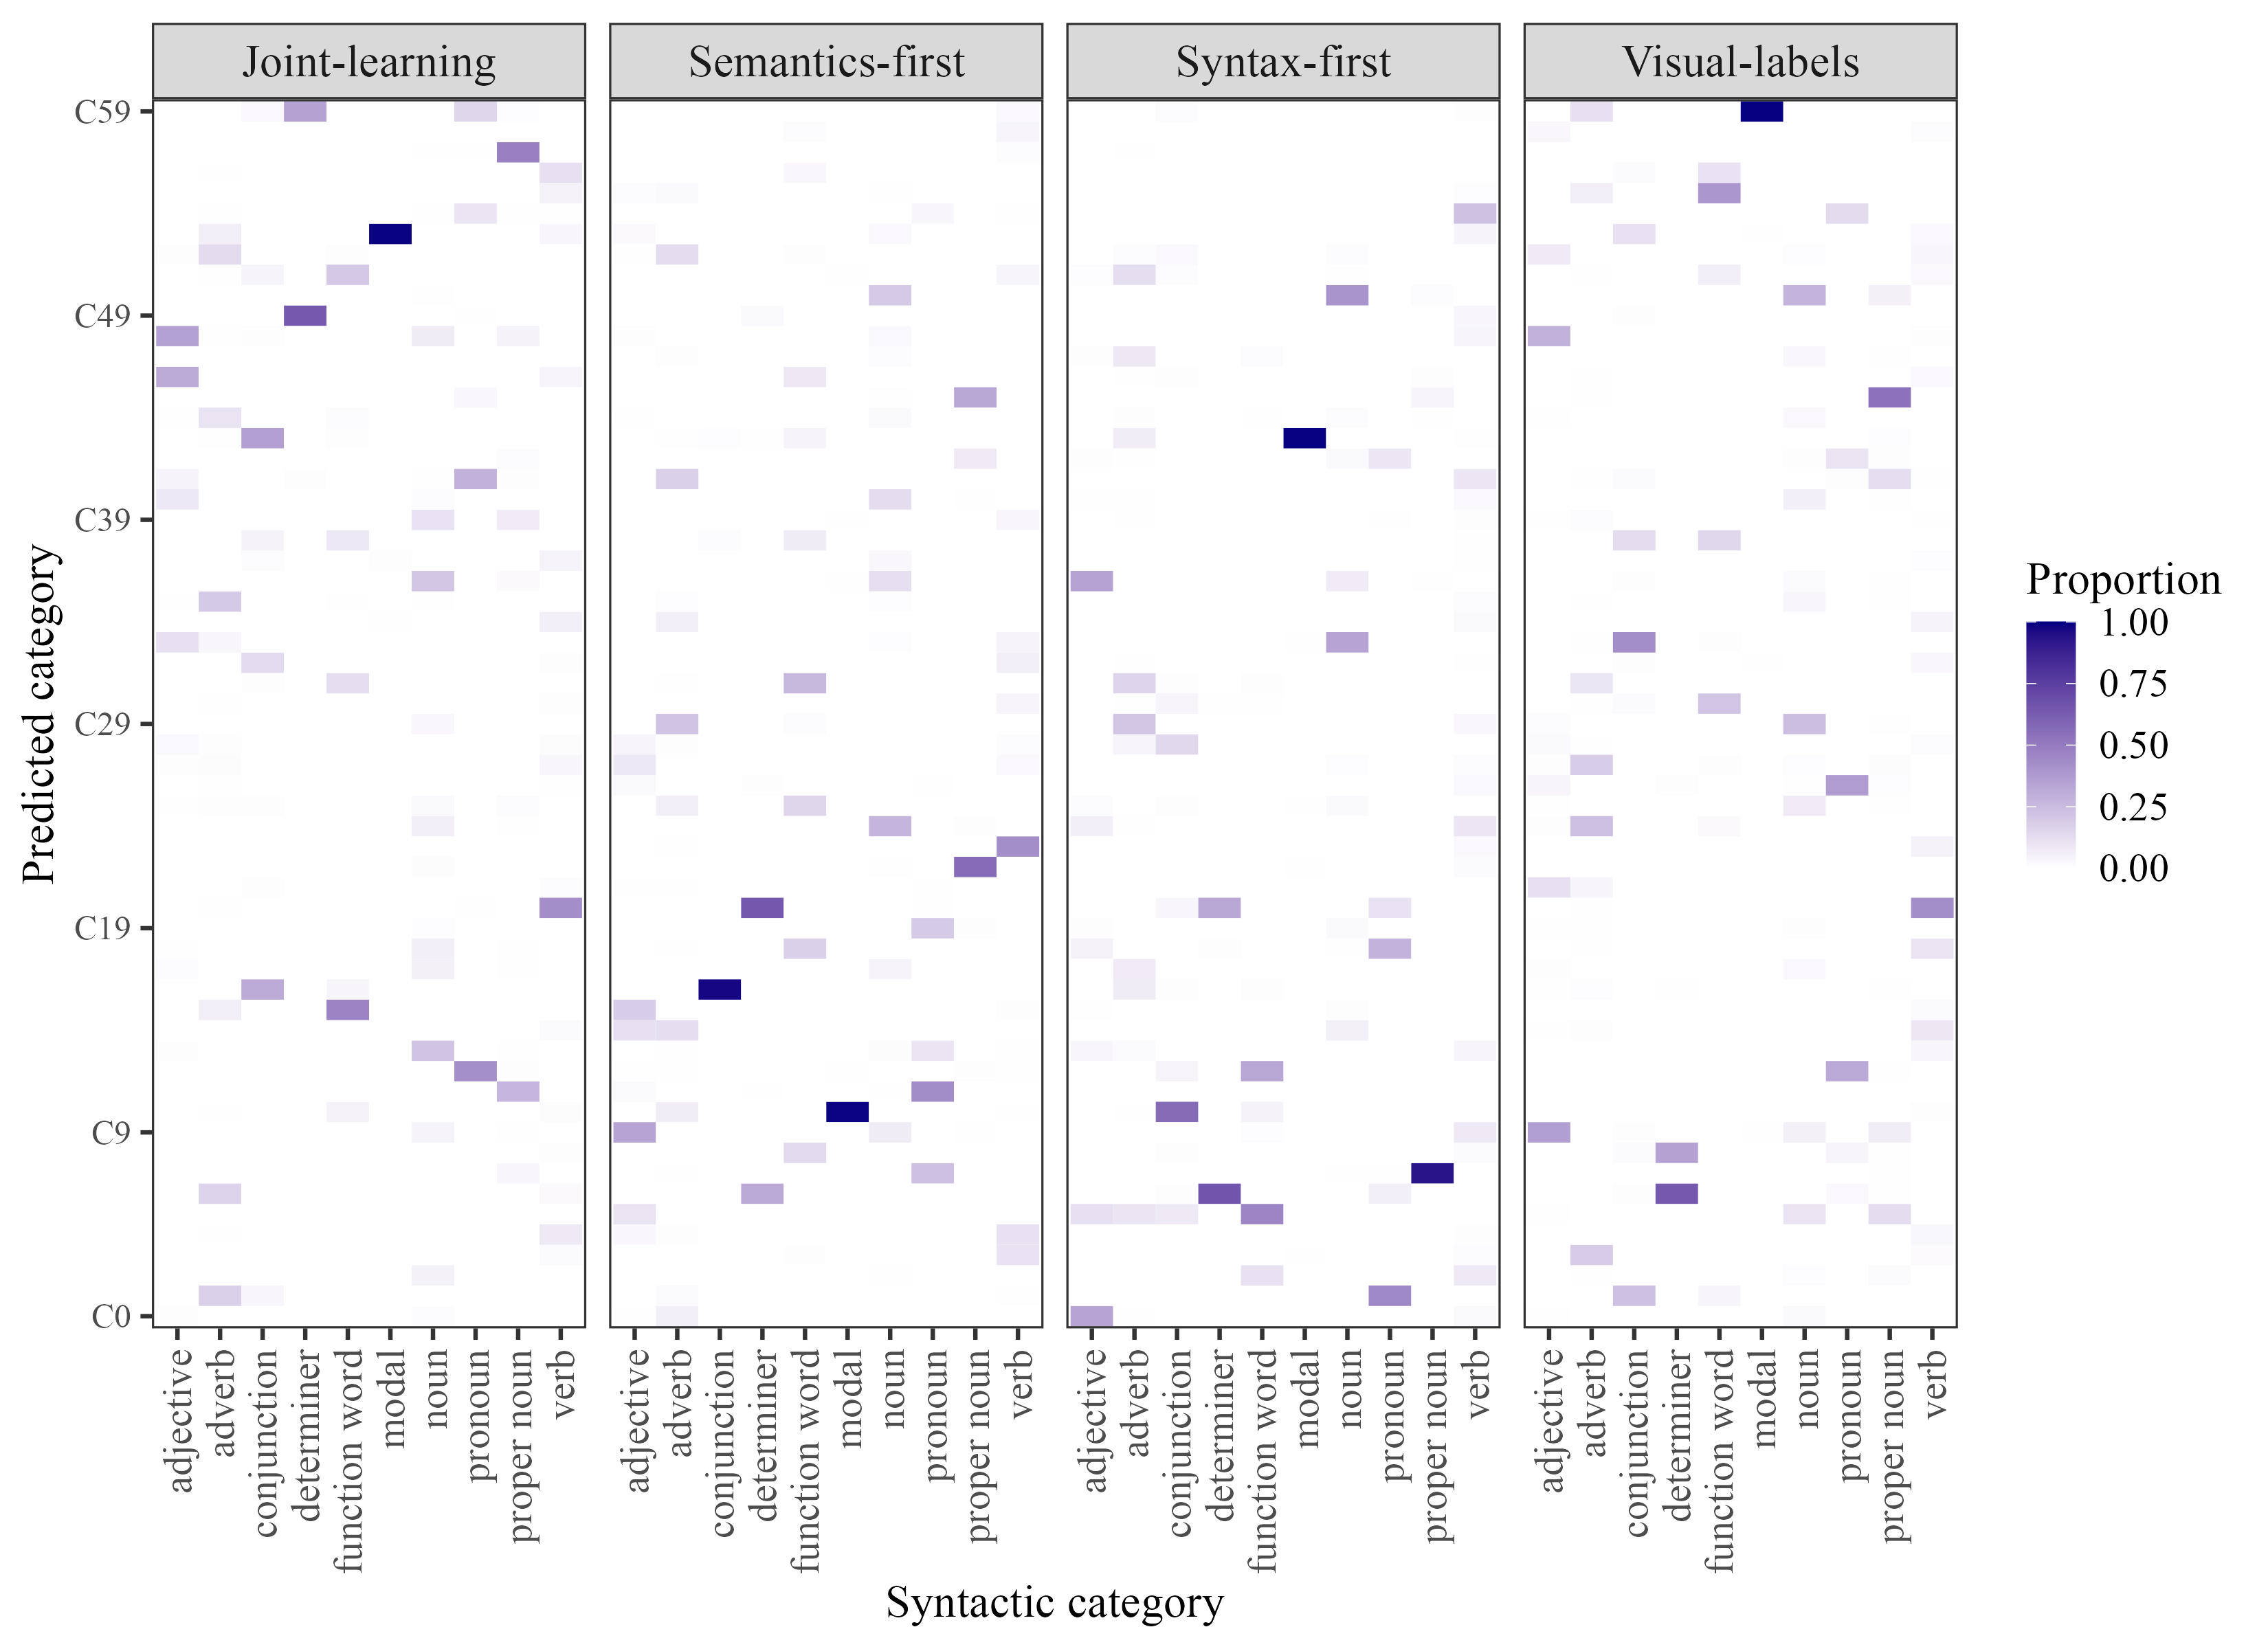 Joint-learning
Semantics-first
Syntax-first
Visual-labels
Predicted category
C59
C49
C39
C29
C19
C9
C0
adjective
adverb
conjunction
determiner
function word
modal
noun
pronoun
proper noun
verb
adjective
adverb
conjunction
determiner
function word
modal
noun
pronoun
proper noun
verb
adjective
adverb
conjunction
determiner
function word
modal
noun
pronoun
proper noun
verb
adjective
adverb
conjunction
determiner
function word
modal
noun
pronoun
proper noun
verb
Syntactic category
Proportion
1.00
0.75
0.50
0.25
0.00